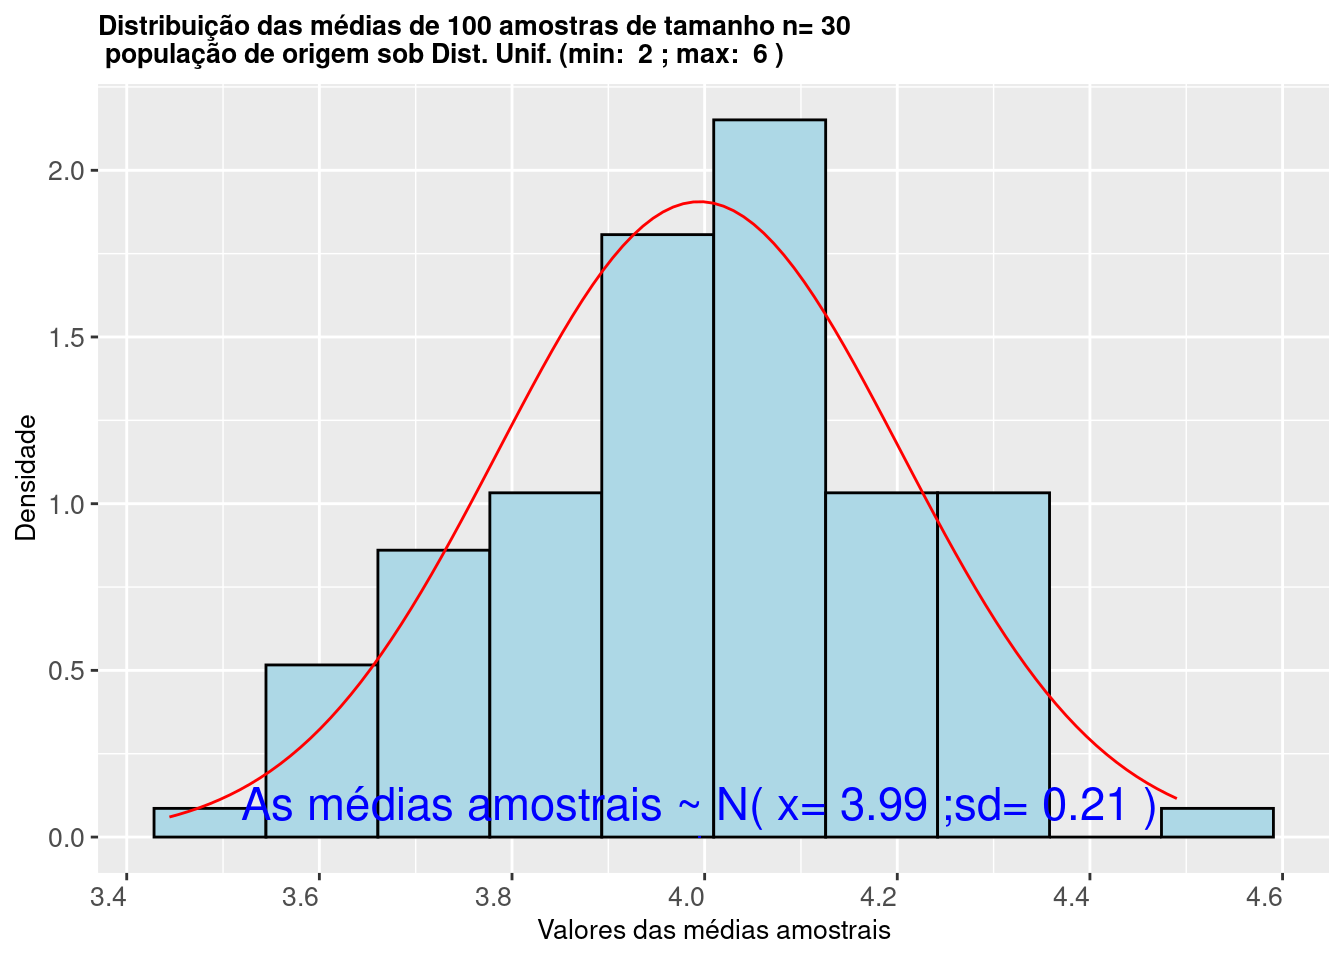 Distribuição das médias de 100 amostras de tamanho n= 30
população de origem sob Dist. Unif. (min:  2 ; max:  6 )
2.0
1.5
1.0
0.5
0.0
Densidade
As médias amostrais ~ N( x= 3.99 ;sd= 0.21 )
3.4 3.6 3.8 4.0 4.2 4.4 4.6
Valores das médias amostrais